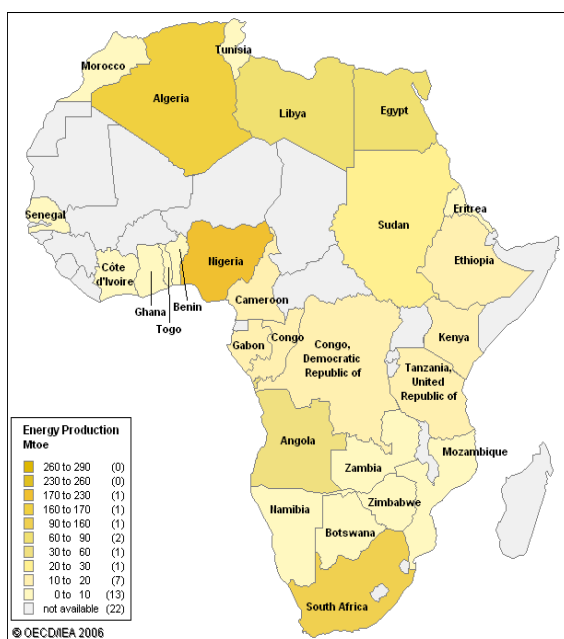 Tunisia
Morocco
Algeria
Libya
Egypt
Senegal
Sudan
Eritrea
Nigeria
Ethiopia
Côte
d'Ivoire
Benin
Ghana
Togo
Cameroon
Gabon
Congo
Congo,
Democratic
Republic of
Kenya
Tanzania,
United
Republic of
Angola
Zambia
Mozambique
Zimbabwe
Namibia
Botswana
South Africa
Energy Production
Mtoe
260 to 290 (0)
230 to 260 (0)
170 to 230 (1)
160 to 170 (1)
90 to 160 (1)
60 to 90 (2)
30 to 60 (1)
20 to 30 (1)
10 to 20 (7)
0 to 10 (13)
not available (22)
© OECD/IEA 2006